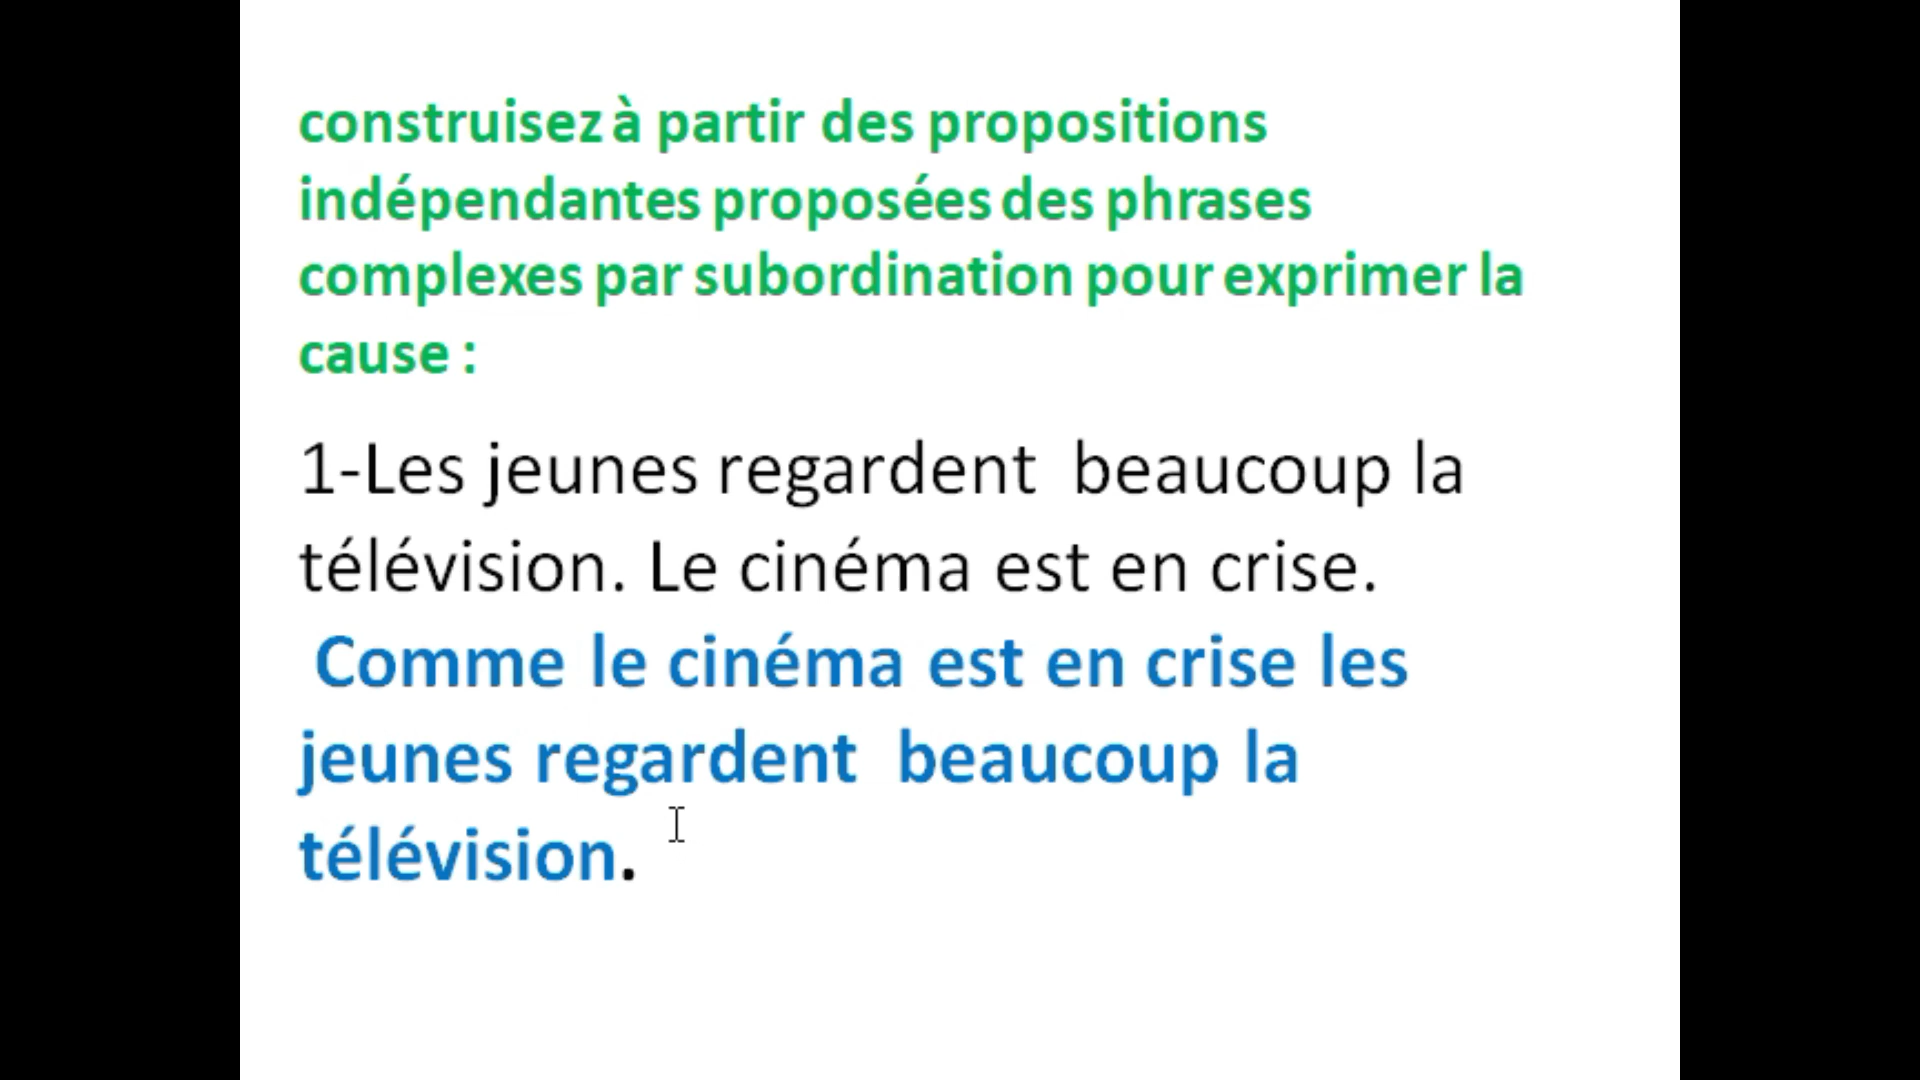 construisez à partir des propositions
indépendantes proposées des phrases
complexes par subordination pour exprimer la
cause :
1-Les jeunes regardent  beaucoup la
télévision. Le cinéma est en crise.
Comme le cinéma est en crise les
jeunes regardent  beaucoup la
télévision.